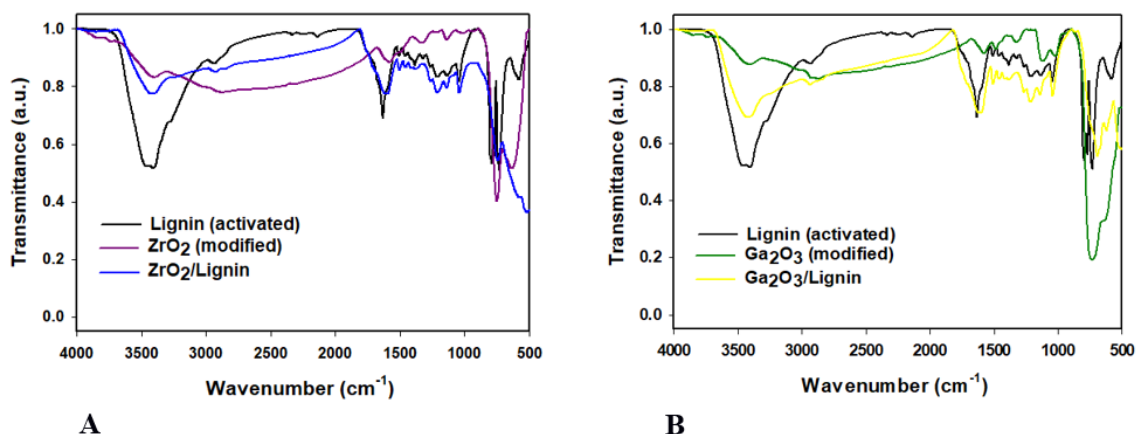 Transmittance (a.u.)
1.0
0.8
0.6
0.4
0.2
0.0
Lignin (activated)
ZrO₂ (modified)
ZrO₂/Lignin
4000 3500 3000 2500 2000 1500 1000 500
Wavenumber (cm⁻¹)
A
Transmittance (a.u.)
1.0
0.8
0.6
0.4
0.2
0.0
Lignin (activated)
Ga₂O₃ (modified)
Ga₂O₃/Lignin
4000 3500 3000 2500 2000 1500 1000 500
Wavenumber (cm⁻¹)
B